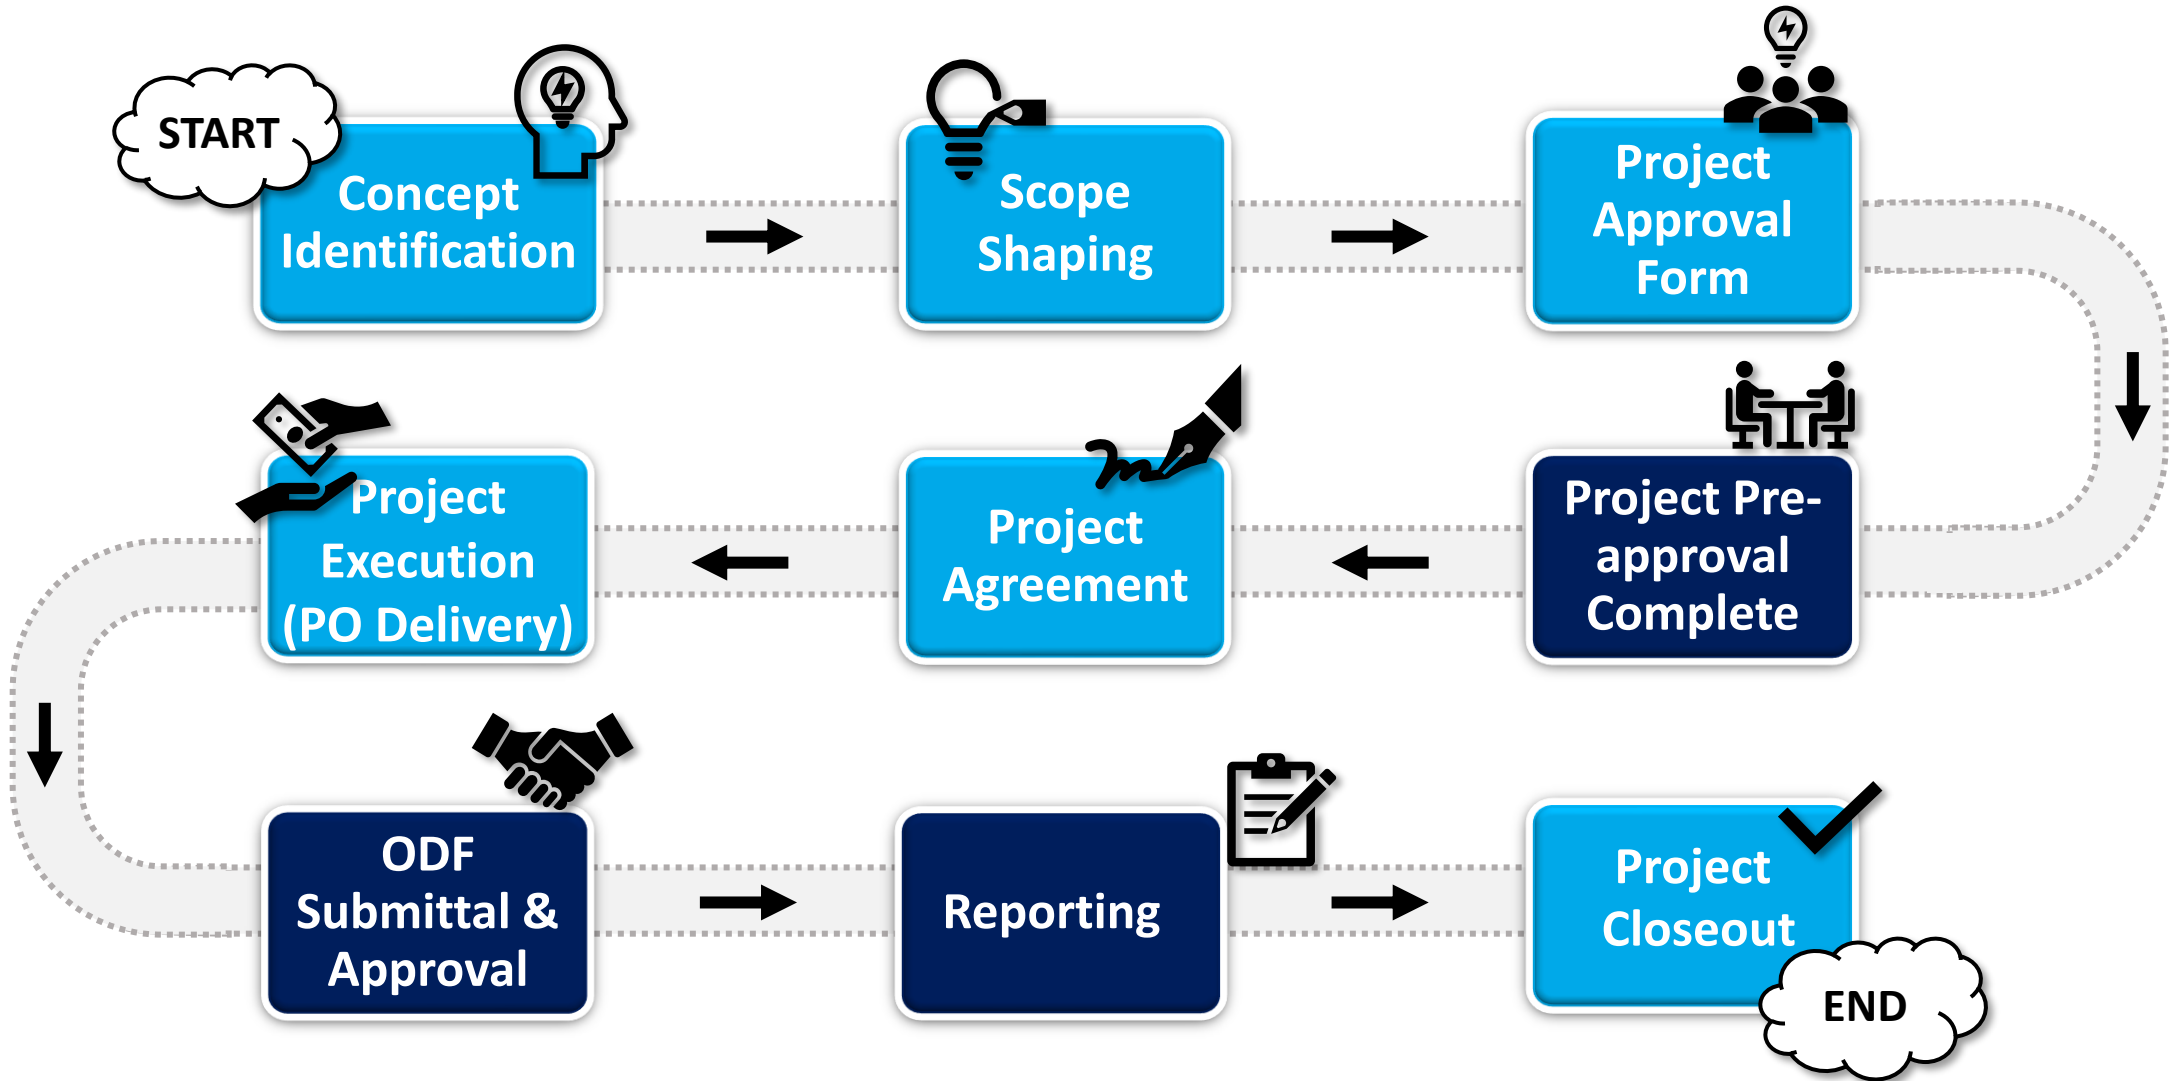 START
Concept
Identification
Scope
Shaping
Project
Approval
Form
Project Pre-
approval
Complete
Project
Agreement
Project
Execution
(PO Delivery)
ODF
Submittal &
Approval
Reporting
Project
Closeout
END